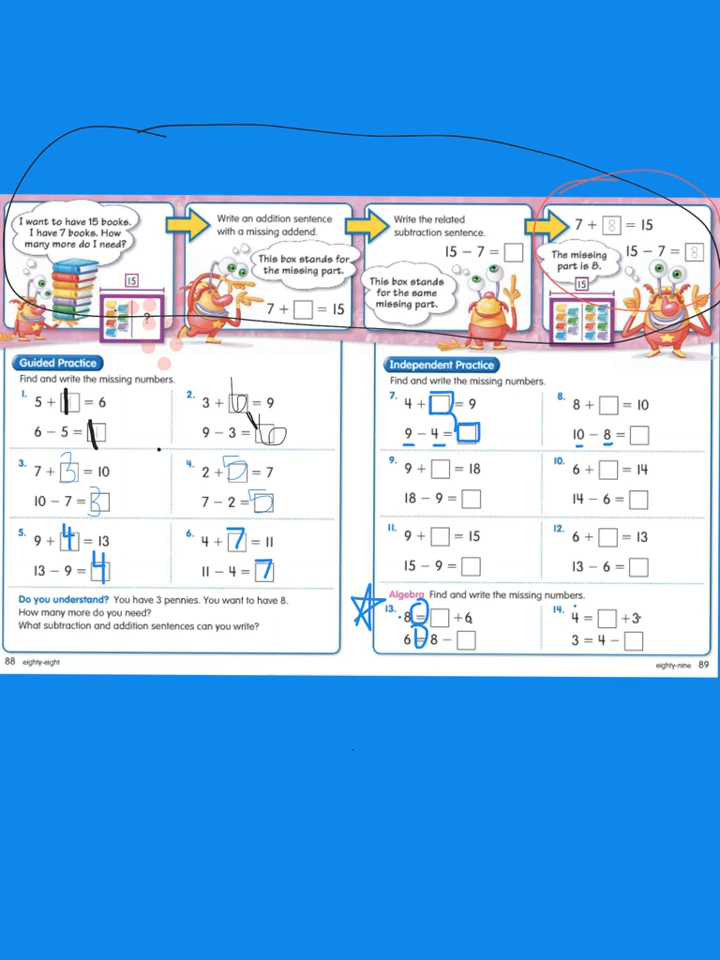 I want to have 15 books.
I have 7 books. How
many more do I need?
15
?
Write an addition sentence
with a missing addend.
This box stands for
the missing part.
7 + □ = 15
Write the related
subtraction sentence.
15 − 7 = □
This box stands
for the same
missing part.
7 + 8 = 15
15 − 7 = 8
The missing
part is 8.
15
Guided Practice
Find and write the missing numbers.
1. 5 + 1 = 6
6 − 5 = 1
2. 3 + 6 = 9
9 − 3 = 6
3. 7 + 3 = 10
10 − 7 = 3
4. 2 + 5 = 7
7 − 2 = 5
5. 9 + 4 = 13
13 − 9 = 4
6. 4 + 7 = 11
11 − 4 = 7
Do you understand? You have 3 pennies. You want to have 8.
How many more do you need?
What subtraction and addition sentences can you write?
88 eighty-eight
Independent Practice
Find and write the missing numbers.
7. 4 + □ = 9
9 − 4 = □
8. 8 + □ = 10
10 − 8 = □
9. 9 + □ = 18
18 − 9 = □
10. 6 + □ = 14
14 − 6 = □
11. 9 + □ = 15
15 − 9 = □
12. 6 + □ = 13
13 − 6 = □
Algebra Find and write the missing numbers.
13. 8 = □ + 6
6 = 8 − □
14. 4 = □ + 3
3 = 4 − □
eighty-nine 89